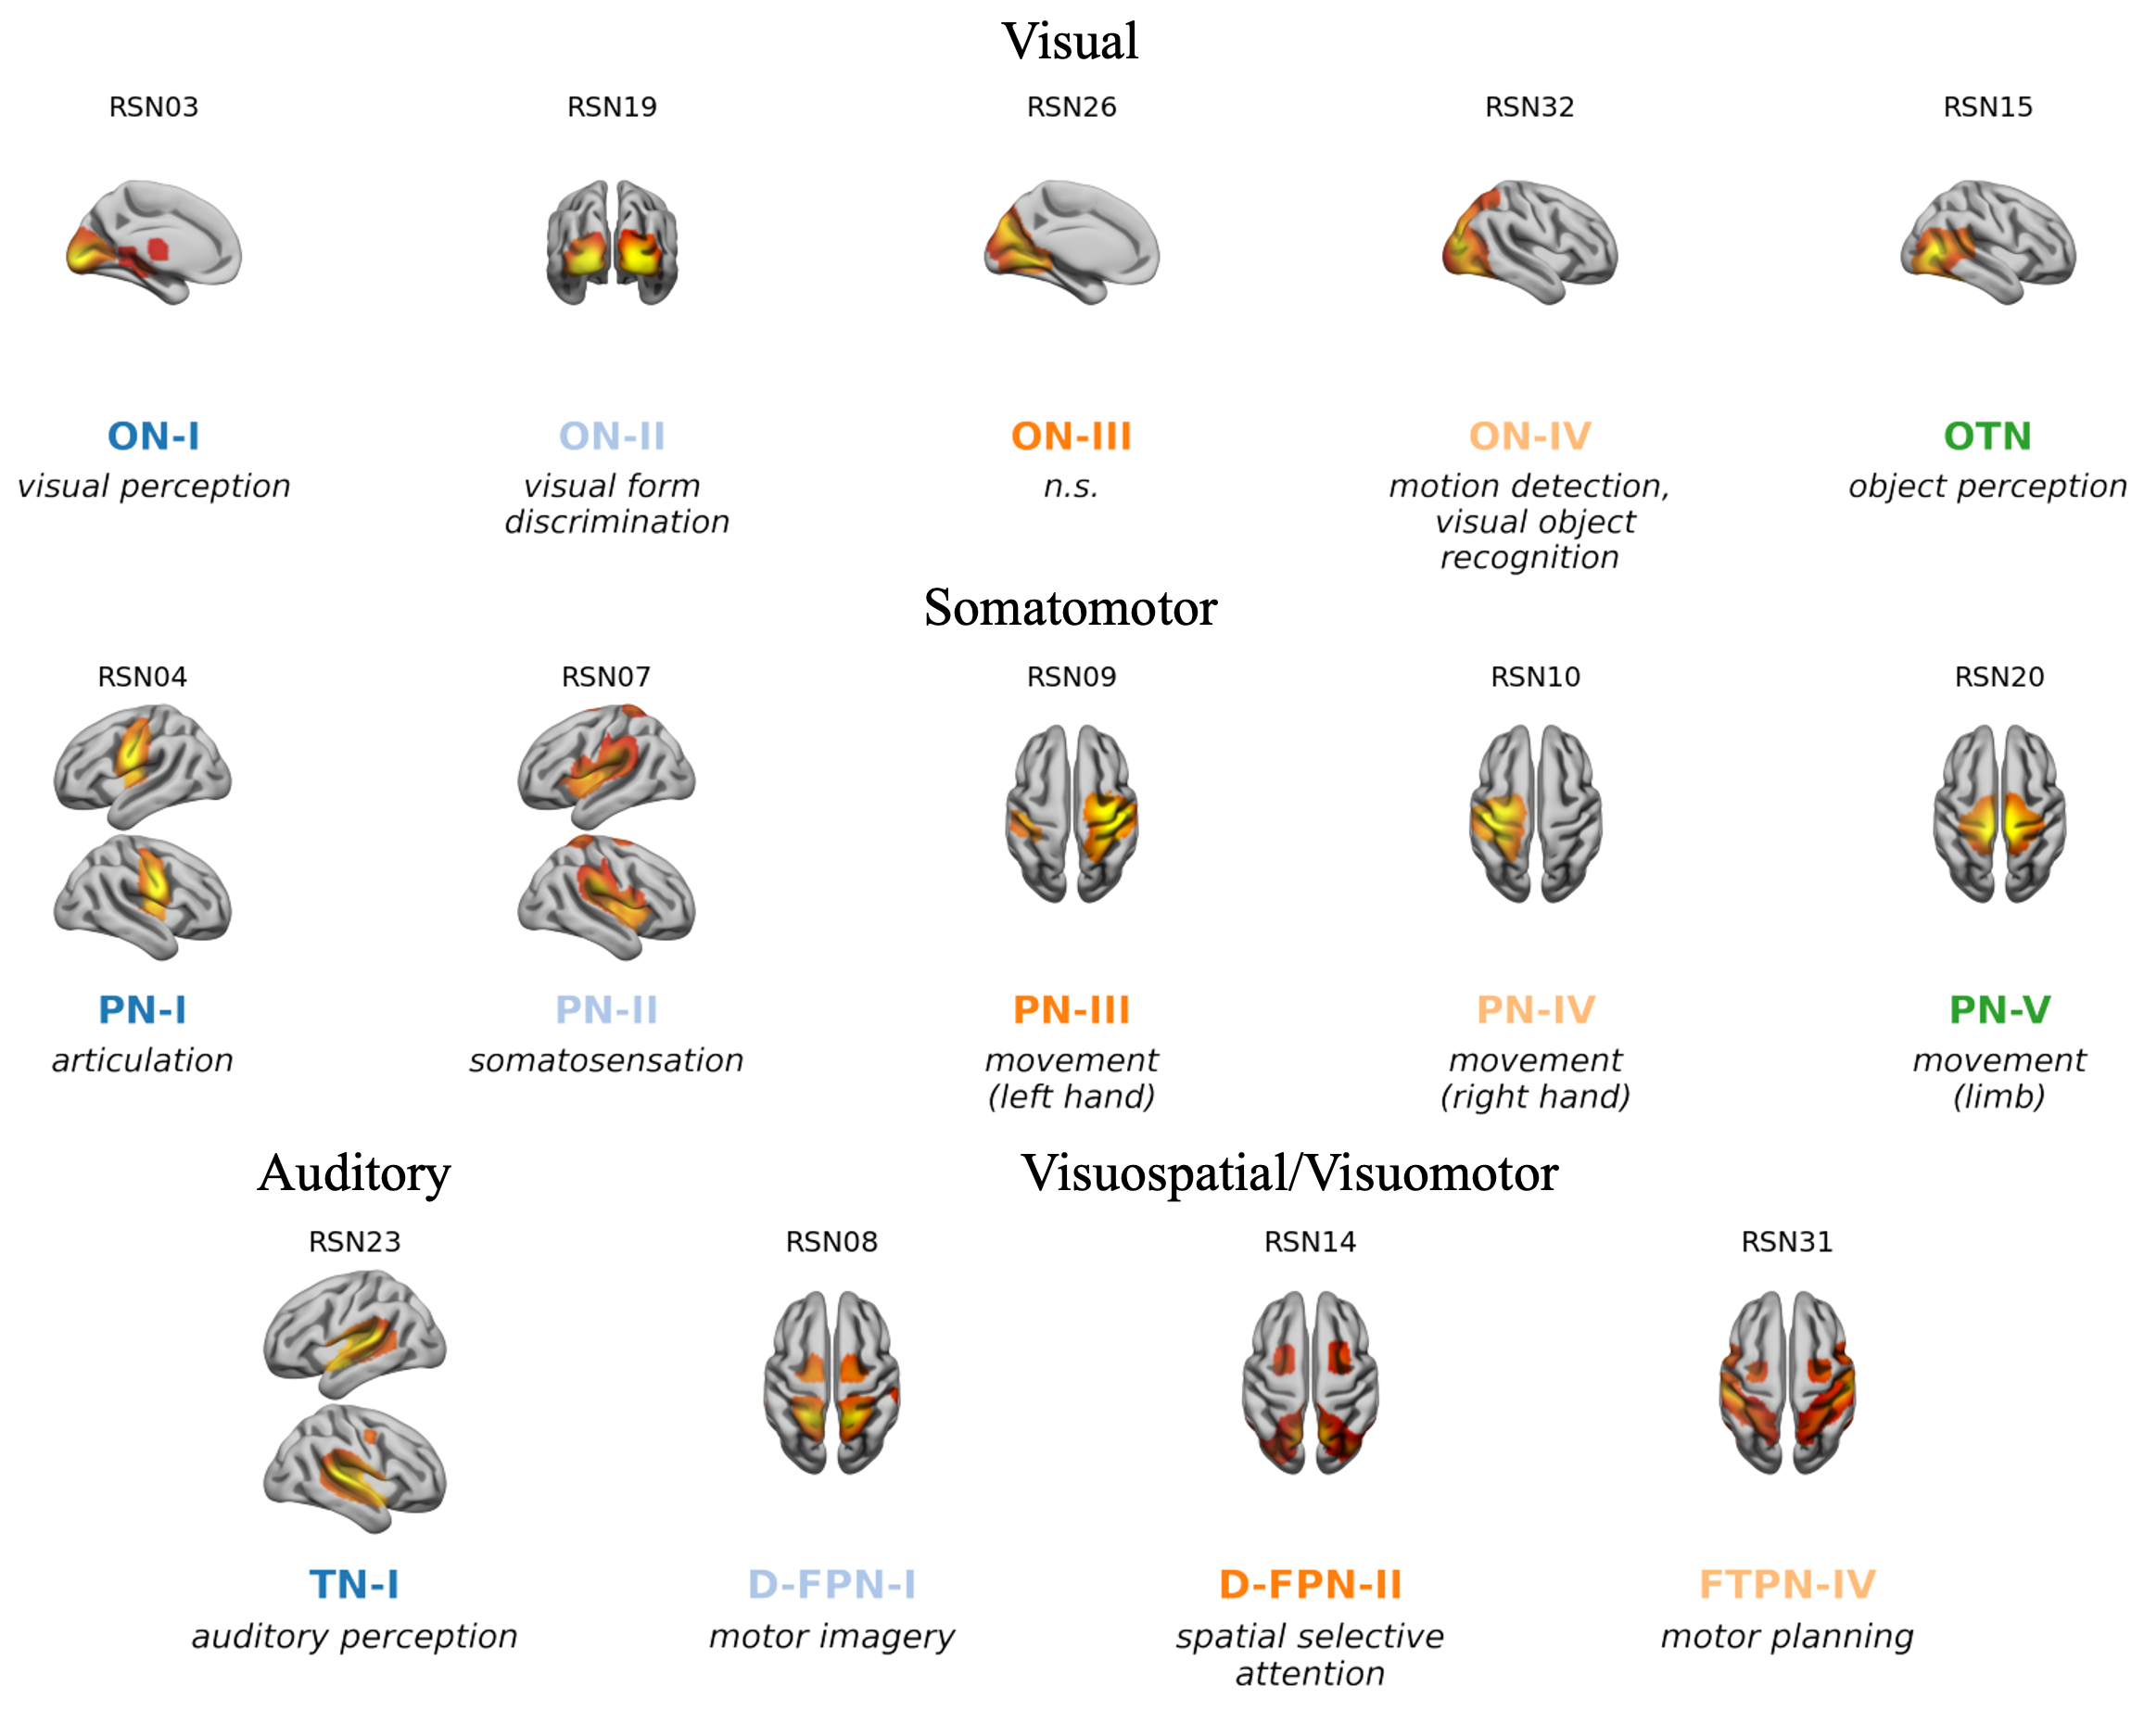 Visual
RSN03
RSN19
RSN26
RSN32
RSN15
ON-I
ON-II
ON-III
ON-IV
OTN
visual perception
visual form
discrimination
n.s.
motion detection,
visual object
recognition
object perception
Somatomotor
RSN04
RSN07
RSN09
RSN10
RSN20
PN-I
PN-II
PN-III
PN-IV
PN-V
articulation
somatosensation
movement
(left hand)
movement
(right hand)
movement
(limb)
Auditory
Visuospatial/Visuomotor
RSN23
RSN08
RSN14
RSN31
TN-I
D-FPN-I
D-FPN-II
FTPN-IV
auditory perception
motor imagery
spatial selective
attention
motor planning